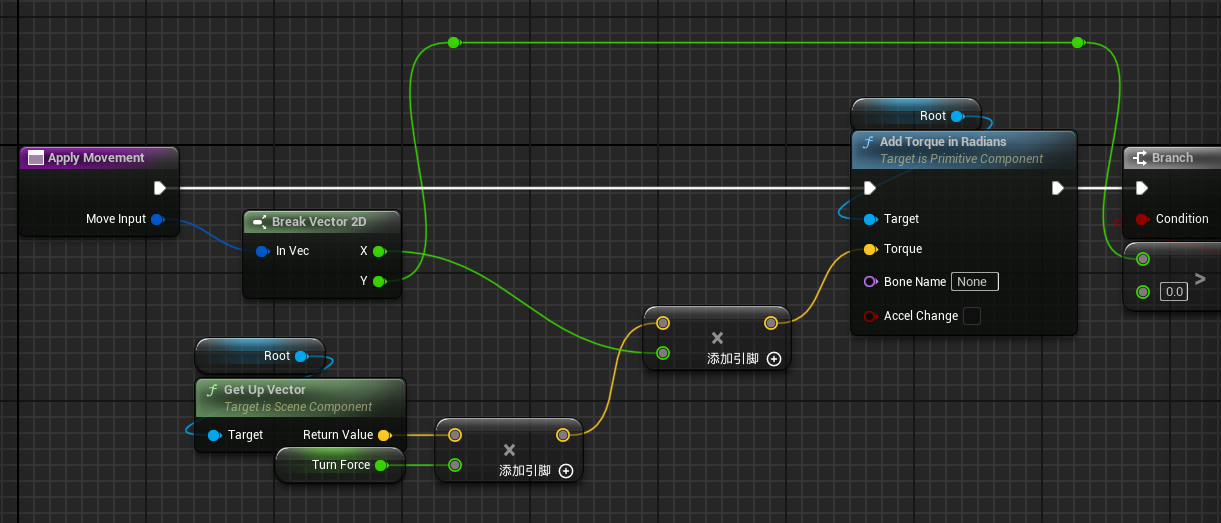 Apply Movement
Move Input
Break Vector 2D
In Vec
X
Y
Root
Get Up Vector
Target is Scene Component
Target
Return Value
Turn Force
×
添加引脚
×
添加引脚
Root
f Add Torque in Radians
Target is Primitive Component
Target
Torque
Bone Name
None
Accel Change
Branch
Condition
>
0.0